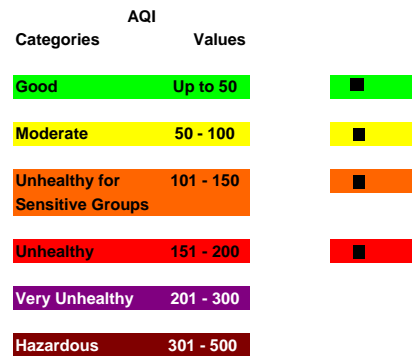 AQI
Categories Values
Good Up to 50
Moderate 50 - 100
Unhealthy for 101 - 150
Sensitive Groups
Unhealthy 151 - 200
Very Unhealthy 201 - 300
Hazardous 301 - 500